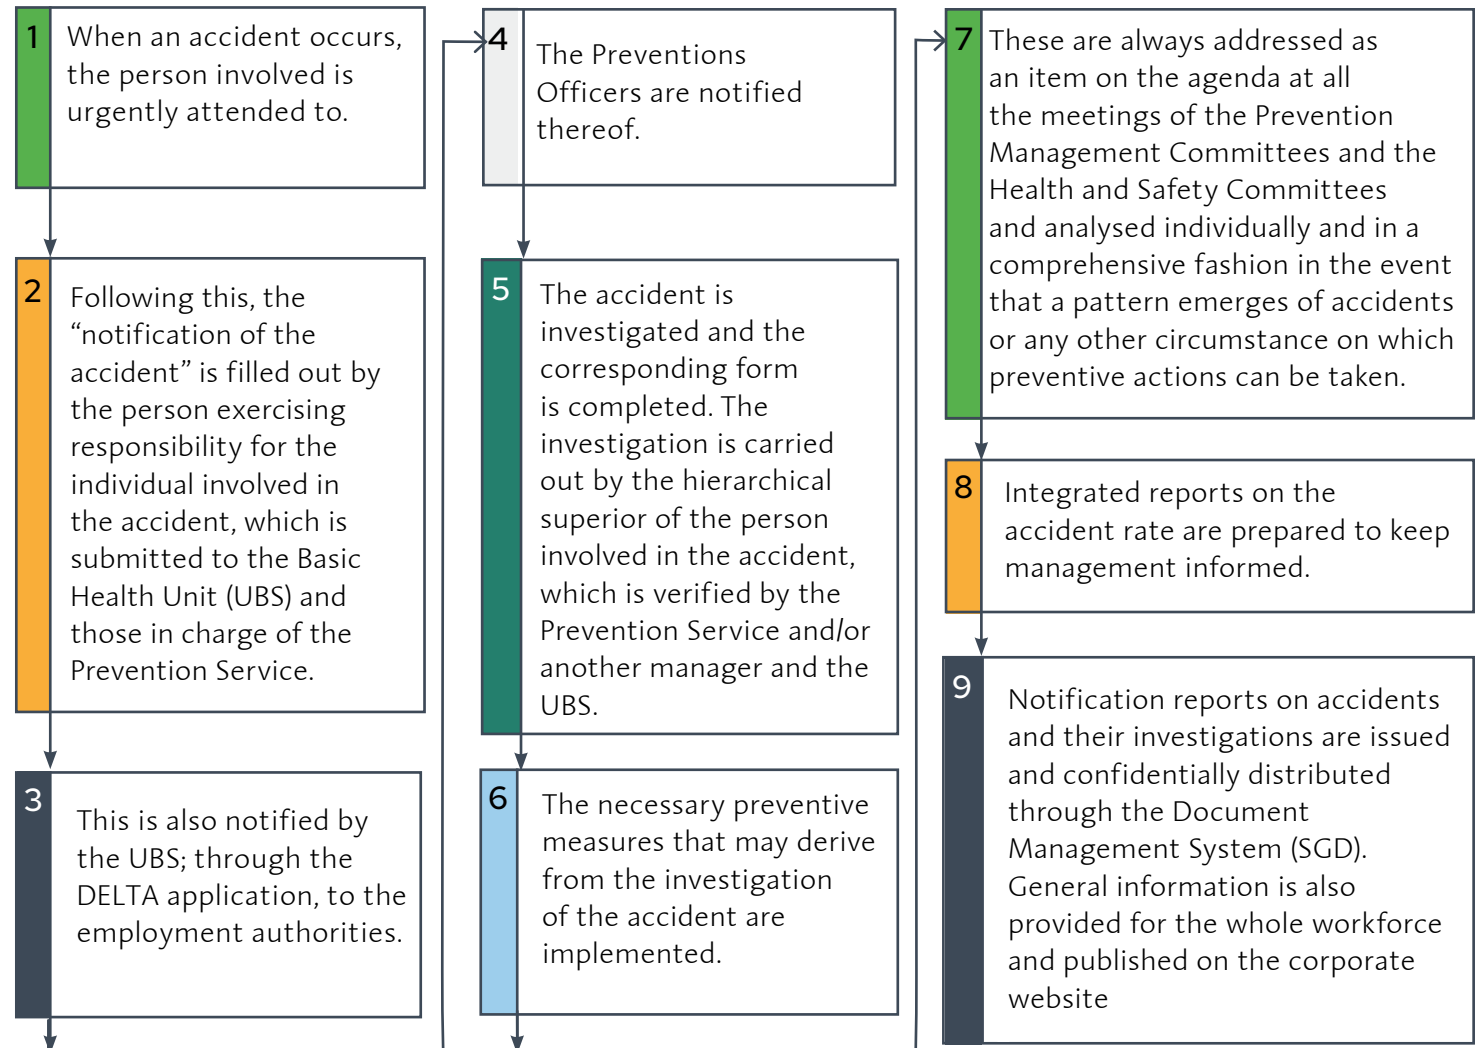 1
When an accident occurs,
the person involved is
urgently attended to.
2
Following this, the
“notification of the
accident” is filled out by
the person exercising
responsibility for the
individual involved in
the accident, which is
submitted to the Basic
Health Unit (UBS) and
those in charge of the
Prevention Service.
3
This is also notified by
the UBS; through the
DELTA application, to the
employment authorities.
4
The Preventions
Officers are notified
thereof.
5
The accident is
investigated and the
corresponding form
is completed. The
investigation is carried
out by the hierarchical
superior of the person
involved in the accident,
which is verified by the
Prevention Service and/or
another manager and the
UBS.
6
The necessary preventive
measures that may derive
from the investigation
of the accident are
implemented.
7
These are always addressed as
an item on the agenda at all
the meetings of the Prevention
Management Committees and the
Health and Safety Committees
and analysed individually and in a
comprehensive fashion in the event
that a pattern emerges of accidents
or any other circumstance on which
preventive actions can be taken.
8
Integrated reports on the
accident rate are prepared to keep
management informed.
9
Notification reports on accidents
and their investigations are issued
and confidentially distributed
through the Document
Management System (SGD).
General information is also
provided for the whole workforce
and published on the corporate
website